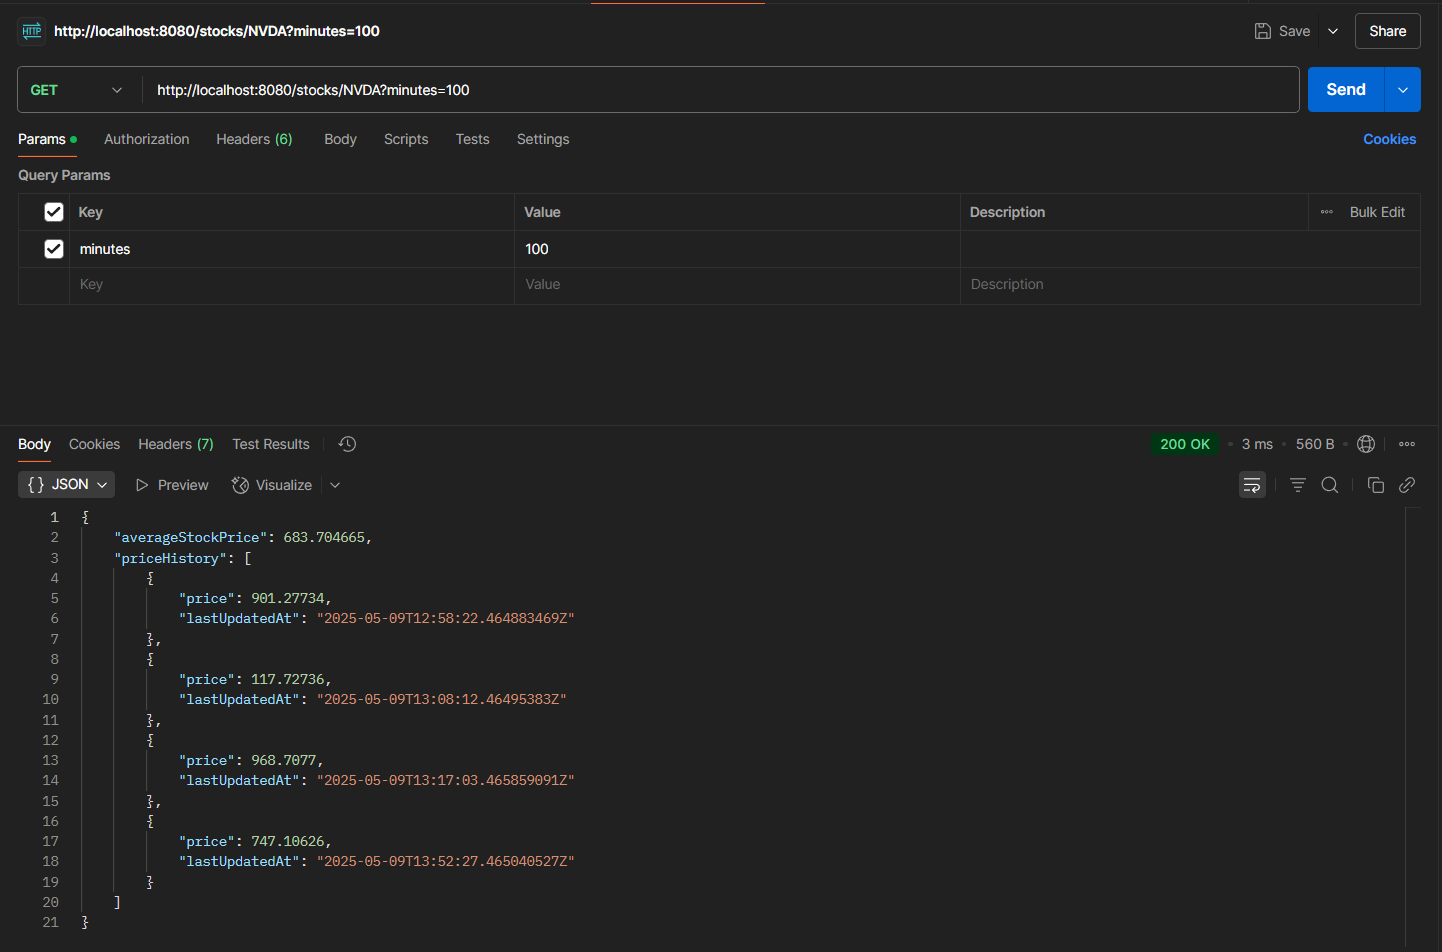 HTTP http://localhost:8080/stocks/NVDA?minutes=100 Save Share
GET http://localhost:8080/stocks/NVDA?minutes=100 Send
Params Authorization Headers (6) Body Scripts Tests Settings Cookies
Query Params
Key Value Description Bulk Edit
minutes 100
Key Value Description
Body Cookies Headers (7) Test Results 200 OK 3 ms 560 B
{} JSON Preview Visualize
1 {
2 "averageStockPrice": 683.704665,
3 "priceHistory": [
4 {
5 "price": 901.27734,
6 "lastUpdatedAt": "2025-05-09T12:58:22.464883469Z"
7 },
8 {
9 "price": 117.72736,
10 "lastUpdatedAt": "2025-05-09T13:08:12.46495383Z"
11 },
12 {
13 "price": 968.7077,
14 "lastUpdatedAt": "2025-05-09T13:17:03.465859091Z"
15 },
16 {
17 "price": 747.10626,
18 "lastUpdatedAt": "2025-05-09T13:52:27.465040527Z"
19 }
20 ]
21 }